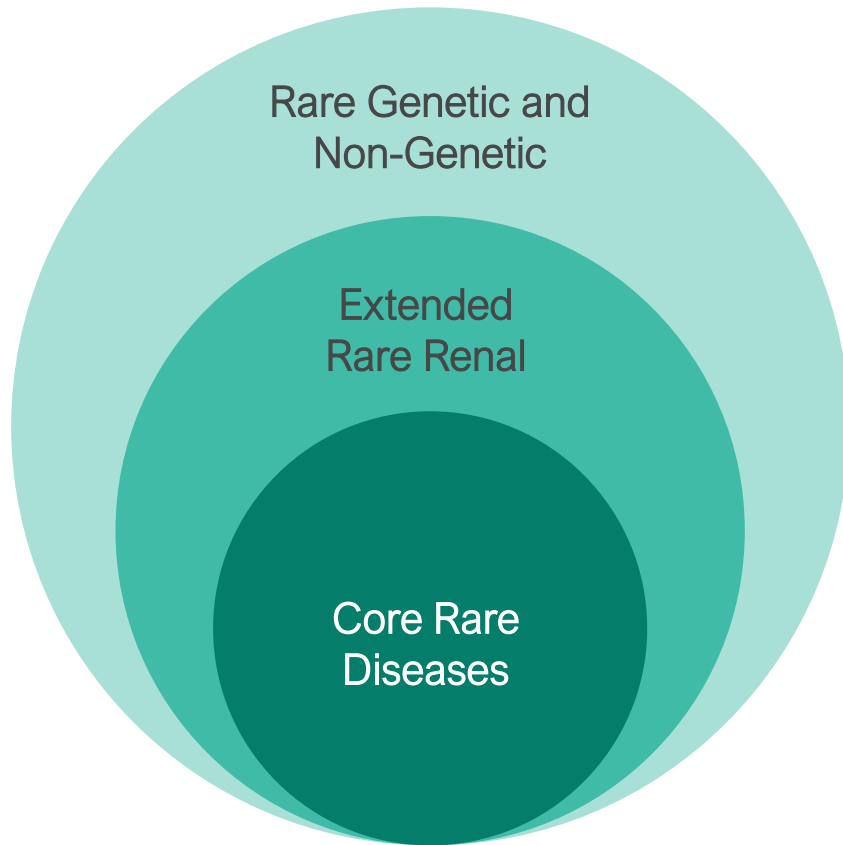 Rare Genetic and
Non-Genetic
Extended
Rare Renal
Core Rare
Diseases